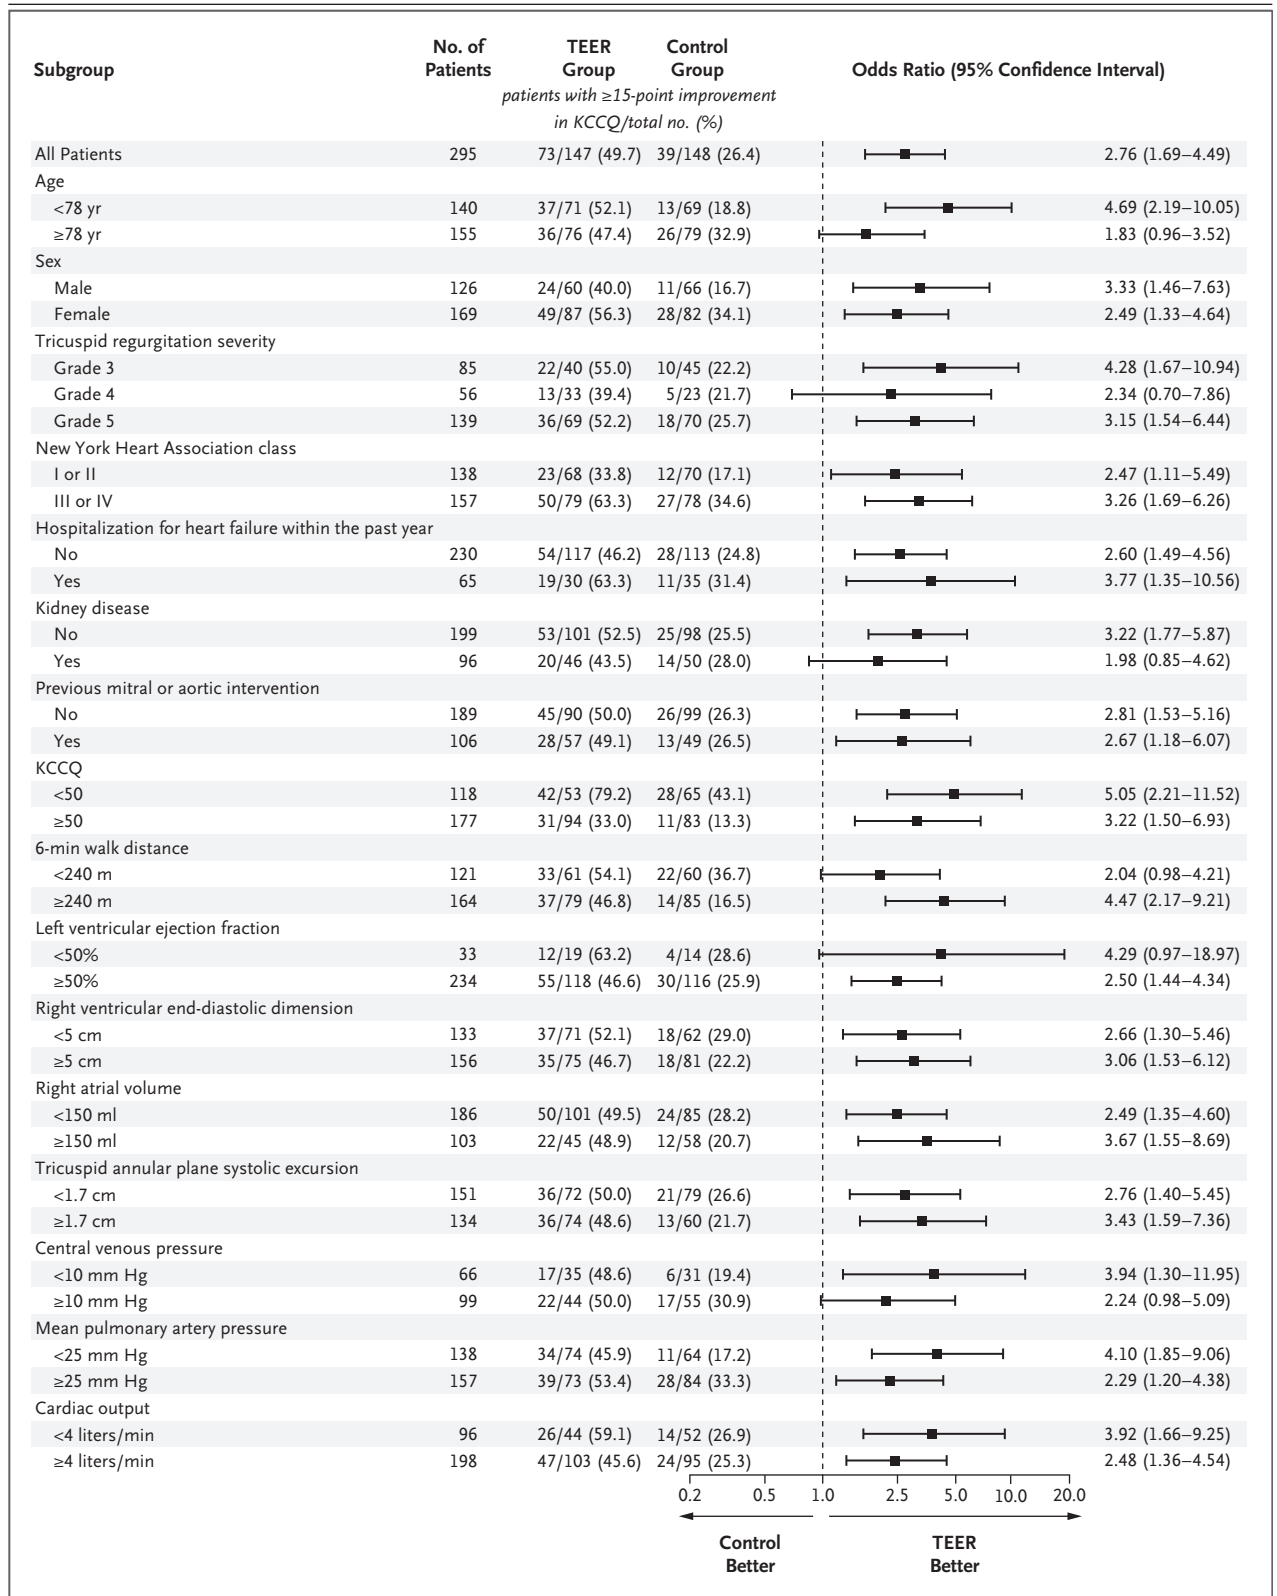 Subgroup No. of Patients TEER Group Control Group Odds Ratio (95% Confidence Interval)
patients with ≥15-point improvement
in KCCQ/total no. (%)
All Patients 295 73/147 (49.7) 39/148 (26.4) 2.76 (1.69–4.49)
Age
<78 yr 140 37/71 (52.1) 13/69 (18.8) 4.69 (2.19–10.05)
≥78 yr 155 36/76 (47.4) 26/79 (32.9) 1.83 (0.96–3.52)
Sex
Male 126 24/60 (40.0) 11/66 (16.7) 3.33 (1.46–7.63)
Female 169 49/87 (56.3) 28/82 (34.1) 2.49 (1.33–4.64)
Tricuspid regurgitation severity
Grade 3 85 22/40 (55.0) 10/45 (22.2) 4.28 (1.67–10.94)
Grade 4 56 13/33 (39.4) 5/23 (21.7) 2.34 (0.70–7.86)
Grade 5 139 36/69 (52.2) 18/70 (25.7) 3.15 (1.54–6.44)
New York Heart Association class
I or II 138 23/68 (33.8) 12/70 (17.1) 2.47 (1.11–5.49)
III or IV 157 50/79 (63.3) 27/78 (34.6) 3.26 (1.69–6.26)
Hospitalization for heart failure within the past year
No 230 54/117 (46.2) 28/113 (24.8) 2.60 (1.49–4.56)
Yes 65 19/30 (63.3) 11/35 (31.4) 3.77 (1.35–10.56)
Kidney disease
No 199 53/101 (52.5) 25/98 (25.5) 3.22 (1.77–5.87)
Yes 96 20/46 (43.5) 14/50 (28.0) 1.98 (0.85–4.62)
Previous mitral or aortic intervention
No 189 45/90 (50.0) 26/99 (26.3) 2.81 (1.53–5.16)
Yes 106 28/57 (49.1) 13/49 (26.5) 2.67 (1.18–6.07)
KCCQ
<50 118 42/53 (79.2) 28/65 (43.1) 5.05 (2.21–11.52)
≥50 177 31/94 (33.0) 11/83 (13.3) 3.22 (1.50–6.93)
6-min walk distance
<240 m 121 33/61 (54.1) 22/60 (36.7) 2.04 (0.98–4.21)
≥240 m 164 37/79 (46.8) 14/85 (16.5) 4.47 (2.17–9.21)
Left ventricular ejection fraction
<50% 33 12/19 (63.2) 4/14 (28.6) 4.29 (0.97–18.97)
≥50% 234 55/118 (46.6) 30/116 (25.9) 2.50 (1.44–4.34)
Right ventricular end-diastolic dimension
<5 cm 133 37/71 (52.1) 18/62 (29.0) 2.66 (1.30–5.46)
≥5 cm 156 35/75 (46.7) 18/81 (22.2) 3.06 (1.53–6.12)
Right atrial volume
<150 ml 186 50/101 (49.5) 24/85 (28.2) 2.49 (1.35–4.60)
≥150 ml 103 22/45 (48.9) 12/58 (20.7) 3.67 (1.55–8.69)
Tricuspid annular plane systolic excursion
<1.7 cm 151 36/72 (50.0) 21/79 (26.6) 2.76 (1.40–5.45)
≥1.7 cm 134 36/74 (48.6) 13/60 (21.7) 3.43 (1.59–7.36)
Central venous pressure
<10 mm Hg 66 17/35 (48.6) 6/31 (19.4) 3.94 (1.30–11.95)
≥10 mm Hg 99 22/44 (50.0) 17/55 (30.9) 2.24 (0.98–5.09)
Mean pulmonary artery pressure
<25 mm Hg 138 34/74 (45.9) 11/64 (17.2) 4.10 (1.85–9.06)
≥25 mm Hg 157 39/73 (53.4) 28/84 (33.3) 2.29 (1.20–4.38)
Cardiac output
<4 liters/min 96 26/44 (59.1) 14/52 (26.9) 3.92 (1.66–9.25)
≥4 liters/min 198 47/103 (45.6) 24/95 (25.3) 2.48 (1.36–4.54)
0.2 0.5 1.0 2.5 5.0 10.0 20.0
Control Better TEER Better